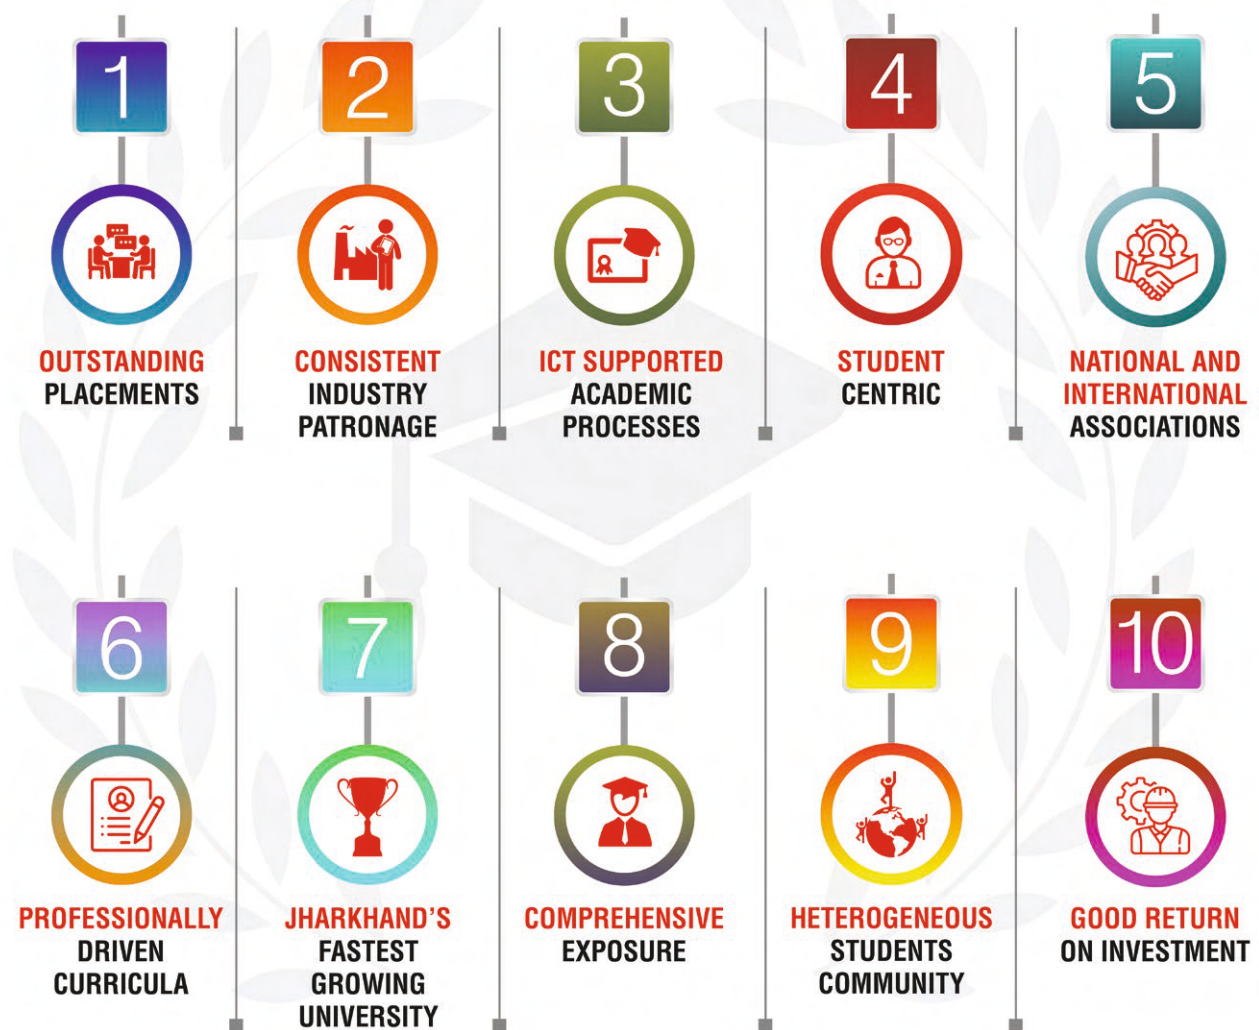 1
OUTSTANDING
PLACEMENTS
2
CONSISTENT
INDUSTRY
PATRONAGE
3
ICT SUPPORTED
ACADEMIC
PROCESSES
4
STUDENT
CENTRIC
5
NATIONAL AND
INTERNATIONAL
ASSOCIATIONS
6
PROFESSIONALLY
DRIVEN
CURRICULA
7
JHARKHAND'S
FASTEST
GROWING
UNIVERSITY
8
COMPREHENSIVE
EXPOSURE
9
HETEROGENEOUS
STUDENTS
COMMUNITY
10
GOOD RETURN
ON INVESTMENT